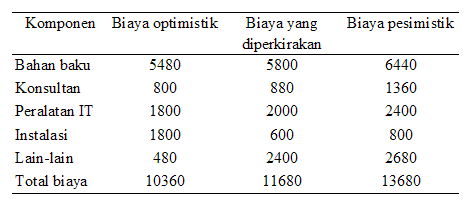 Komponen Biaya optimistik Biaya yang diperkirakan Biaya pesimistik
Bahan baku 5480 5800 6440
Konsultan 800 880 1360
Peralatan IT 1800 2000 2400
Instalasi 1800 600 800
Lain-lain 480 2400 2680
Total biaya 10360 11680 13680